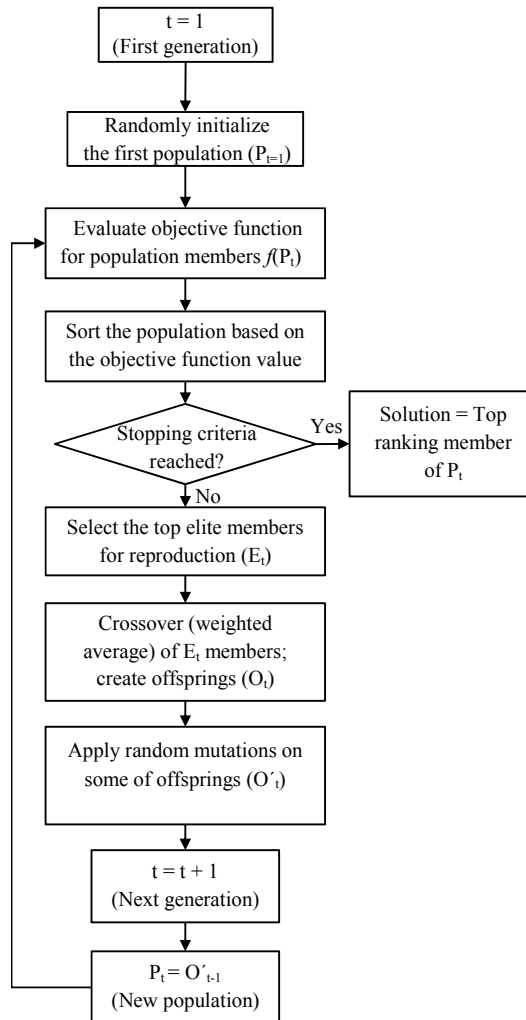 t = 1
(First generation)
Randomly initialize
the first population (Pₜ₌₁)
Evaluate objective function
for population members f(Pₜ)
Sort the population based on
the objective function value
Stopping criteria
reached?
Yes
Solution = Top
ranking member
of Pₜ
No
Select the top elite members
for reproduction (Eₜ)
Crossover (weighted
average) of Eₜ members;
create offsprings (Oₜ)
Apply random mutations on
some of offsprings (O´ₜ)
t = t + 1
(Next generation)
Pₜ = O´ₜ₋₁
(New population)